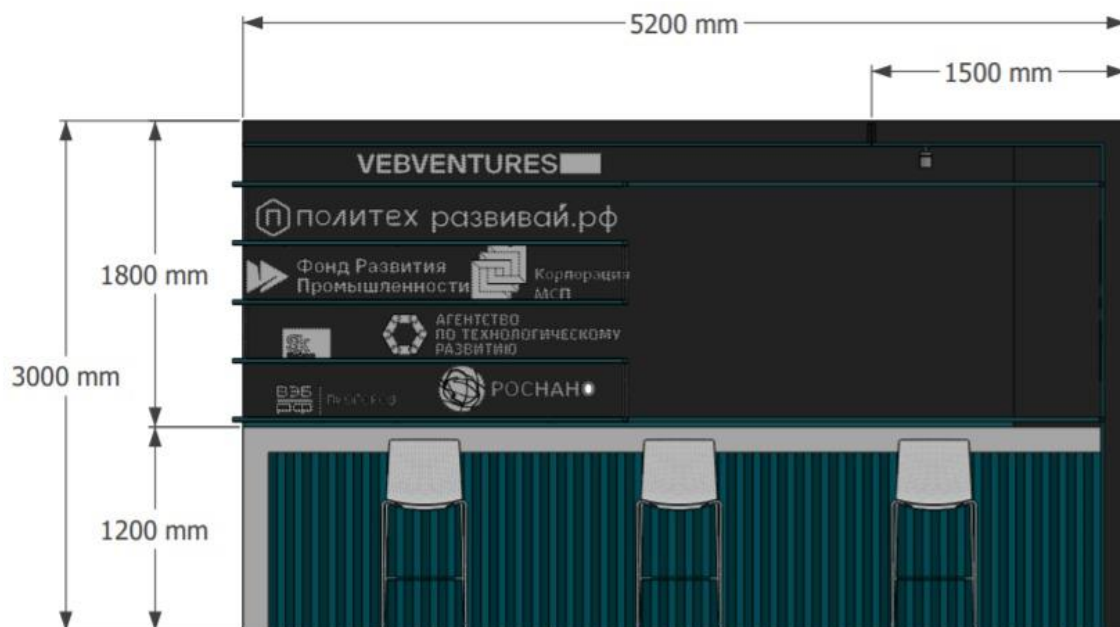 5200 mm
1500 mm
VEBVENTURES
политех развивай.рф
1800 mm
Фонд Развития
Промышленности
Корпорация
МСП
3000 mm
Sk
АГЕНТСТВО
ПО ТЕХНОЛОГИЧЕСКОМУ
РАЗВИТИЮ
ВЭБ
РФ
РОСНАНО
1200 mm